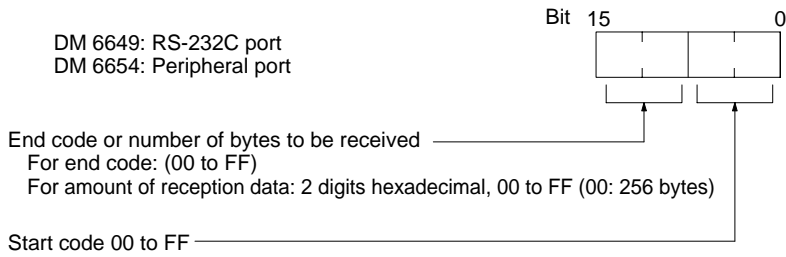 Bit 15 0
DM 6649: RS-232C port
DM 6654: Peripheral port
End code or number of bytes to be received
For end code: (00 to FF)
For amount of reception data: 2 digits hexadecimal, 00 to FF (00: 256 bytes)
Start code 00 to FF